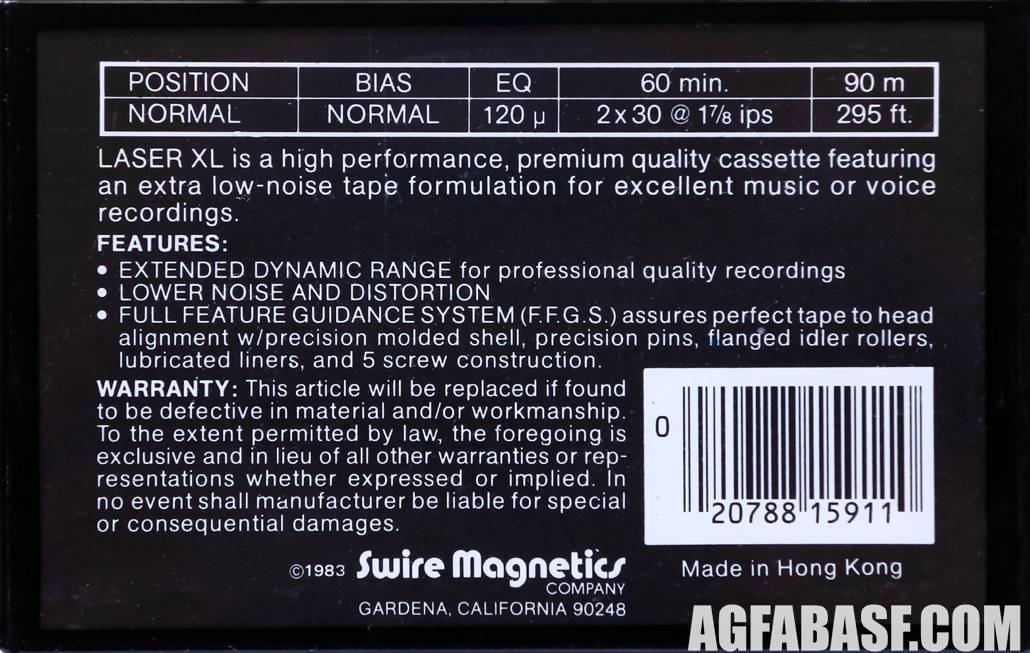 POSITION BIAS EQ 60 min. 90 m
NORMAL NORMAL 120 µ 2 x 30 @ 1⅞ ips 295 ft.
LASER XL is a high performance, premium quality cassette featuring
an extra low-noise tape formulation for excellent music or voice
recordings.
FEATURES:
• EXTENDED DYNAMIC RANGE for professional quality recordings
• LOWER NOISE AND DISTORTION
• FULL FEATURE GUIDANCE SYSTEM (F.F.G.S.) assures perfect tape to head
alignment w/precision molded shell, precision pins, flanged idler rollers,
lubricated liners, and 5 screw construction.
WARRANTY: This article will be replaced if found
to be defective in material and/or workmanship.
To the extent permitted by law, the foregoing is
exclusive and in lieu of all other warranties or rep-
resentations whether expressed or implied. In
no event shall manufacturer be liable for special
or consequential damages.
0 20788 15911
©1983 Swire Magnetics
COMPANY
GARDENA, CALIFORNIA 90248
Made in Hong Kong
AGFABASF.COM